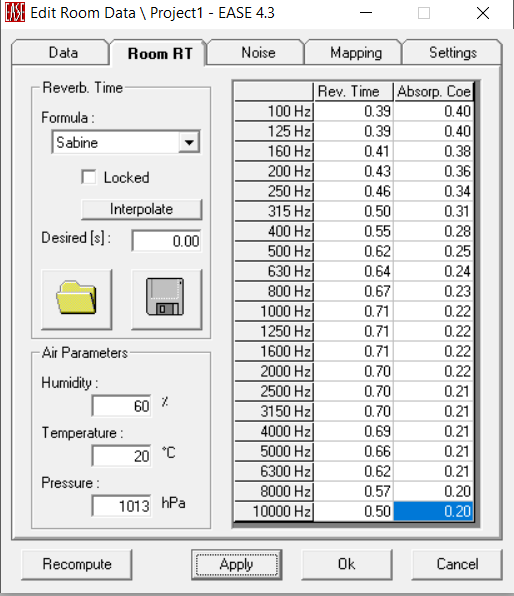 EASE Edit Room Data \ Project1 - EASE 4.3
Data Room RT Noise Mapping Settings
Reverb. Time
Formula :
Sabine
Locked
Interpolate
Desired [s] : 0.00
Air Parameters
Humidity :
60 %
Temperature :
20 °C
Pressure :
1013 hPa
Rev. Time Absorp. Coe
100 Hz 0.39 0.40
125 Hz 0.39 0.40
160 Hz 0.41 0.38
200 Hz 0.43 0.36
250 Hz 0.46 0.34
315 Hz 0.50 0.31
400 Hz 0.55 0.28
500 Hz 0.62 0.25
630 Hz 0.64 0.24
800 Hz 0.67 0.23
1000 Hz 0.71 0.22
1250 Hz 0.71 0.22
1600 Hz 0.71 0.22
2000 Hz 0.70 0.22
2500 Hz 0.70 0.21
3150 Hz 0.70 0.21
4000 Hz 0.69 0.21
5000 Hz 0.66 0.21
6300 Hz 0.62 0.21
8000 Hz 0.57 0.20
10000 Hz 0.50 0.20
Recompute Apply Ok Cancel